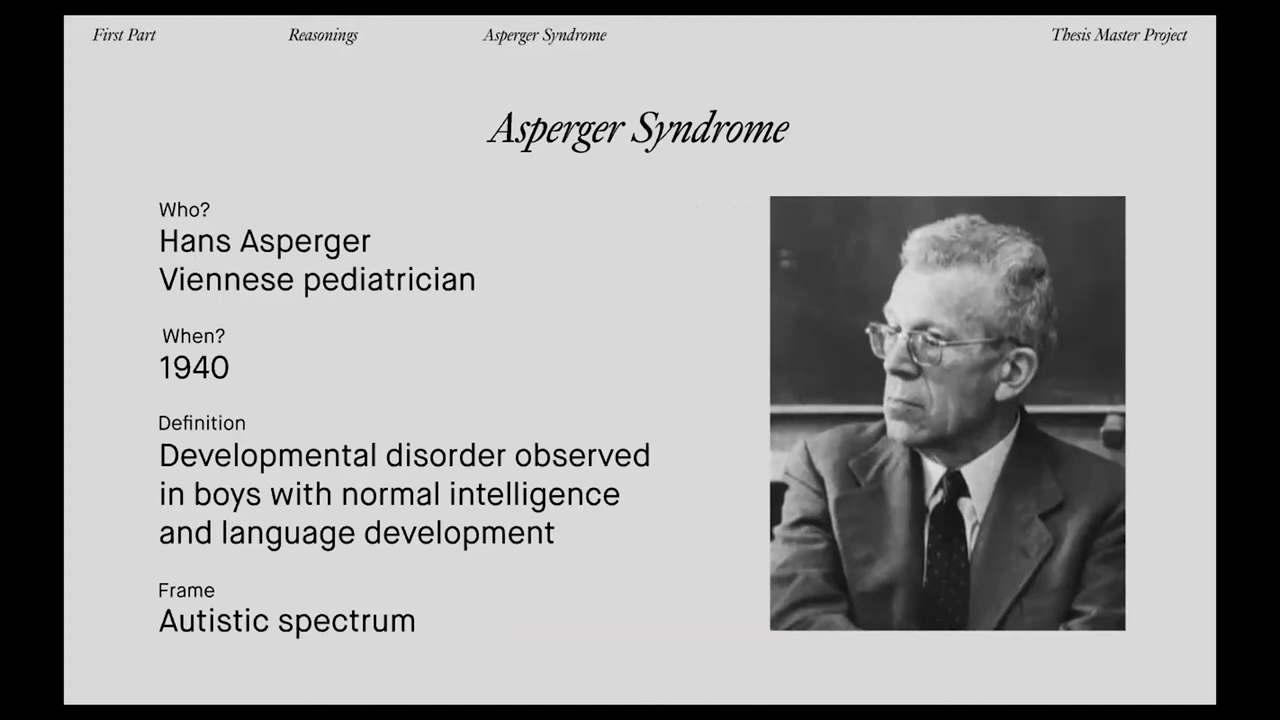 First Part Reasonings Asperger Syndrome Thesis Master Project
Asperger Syndrome
Who?
Hans Asperger
Viennese pediatrician
When?
1940
Definition
Developmental disorder observed
in boys with normal intelligence
and language development
Frame
Autistic spectrum